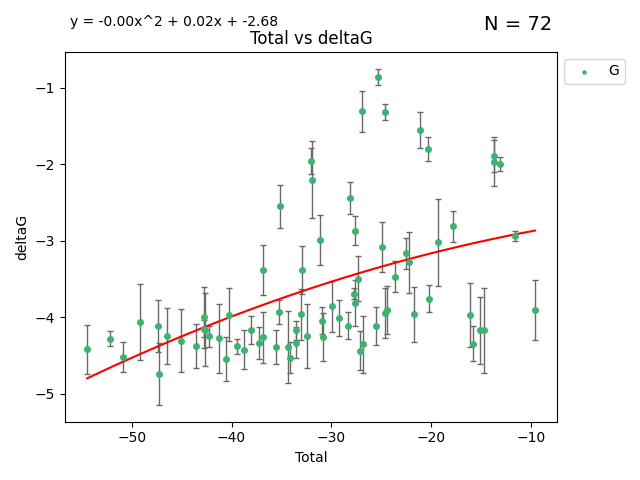 y = -0.00x^2 + 0.02x + -2.68
N = 72
Total vs deltaG
G
−1
−2
−3
−4
−5
deltaG
−50 −40 −30 −20 −10
Total